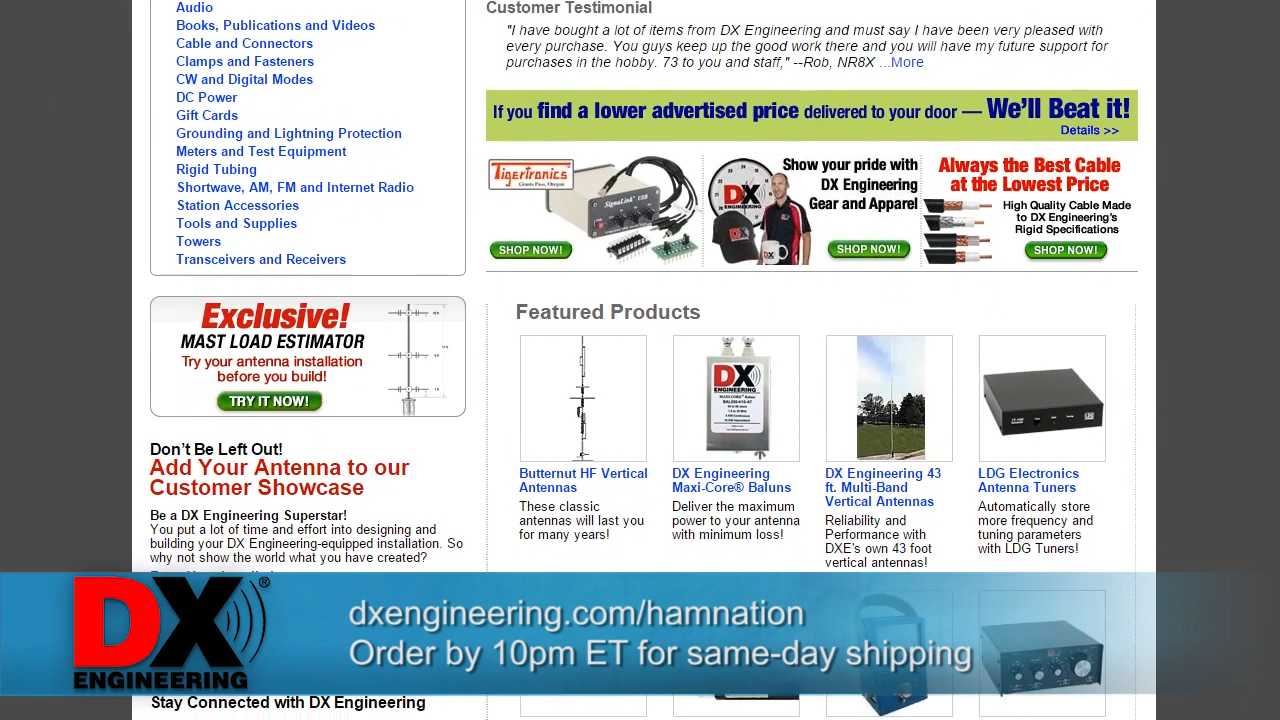 Audio
Books, Publications and Videos
Cable and Connectors
Clamps and Fasteners
CW and Digital Modes
DC Power
Gift Cards
Grounding and Lightning Protection
Meters and Test Equipment
Rigid Tubing
Shortwave, AM, FM and Internet Radio
Station Accessories
Tools and Supplies
Towers
Transceivers and Receivers
Exclusive!
MAST LOAD ESTIMATOR
Try your antenna installation
before you build!
TRY IT NOW!
Don't Be Left Out!
Add Your Antenna to our
Customer Showcase
Be a DX Engineering Superstar!
You put a lot of time and effort into designing and
building your DX Engineering-equipped installation. So
why not show the world what you have created?
Customer Testimonial
"I have bought a lot of items from DX Engineering and must say I have been very pleased with
every purchase. You guys keep up the good work there and you will have my future support for
purchases in the hobby. 73 to you and staff," --Rob, NR8X ...More
If you find a lower advertised price delivered to your door — We'll Beat it!
Details >>
Tigertronics
Grants Pass, Oregon
SignaLink USB
SHOP NOW!
DX
ENGINEERING
Show your pride with
DX Engineering
Gear and Apparel
SHOP NOW!
Always the Best Cable
at the Lowest Price
High Quality Cable Made
to DX Engineering's
Rigid Specifications
SHOP NOW!
Featured Products
DX
ENGINEERING
Butternut HF Vertical
Antennas
These classic
antennas will last you
for many years!
DX Engineering
Maxi-Core® Baluns
Deliver the maximum
power to your antenna
with minimum loss!
DX Engineering 43
ft. Multi-Band
Vertical Antennas
Reliability and
Performance with
DXE's own 43 foot
vertical antennas!
LDG Electronics
Antenna Tuners
Automatically store
more frequency and
tuning parameters
with LDG Tuners!
DX®
ENGINEERING
dxengineering.com/hamnation
Order by 10pm ET for same-day shipping
Stay Connected with DX Engineering